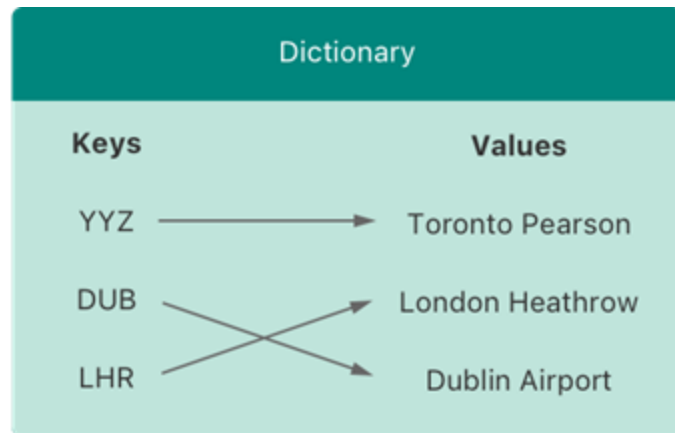 Dictionary
Keys Values
YYZ Toronto Pearson
DUB London Heathrow
LHR Dublin Airport